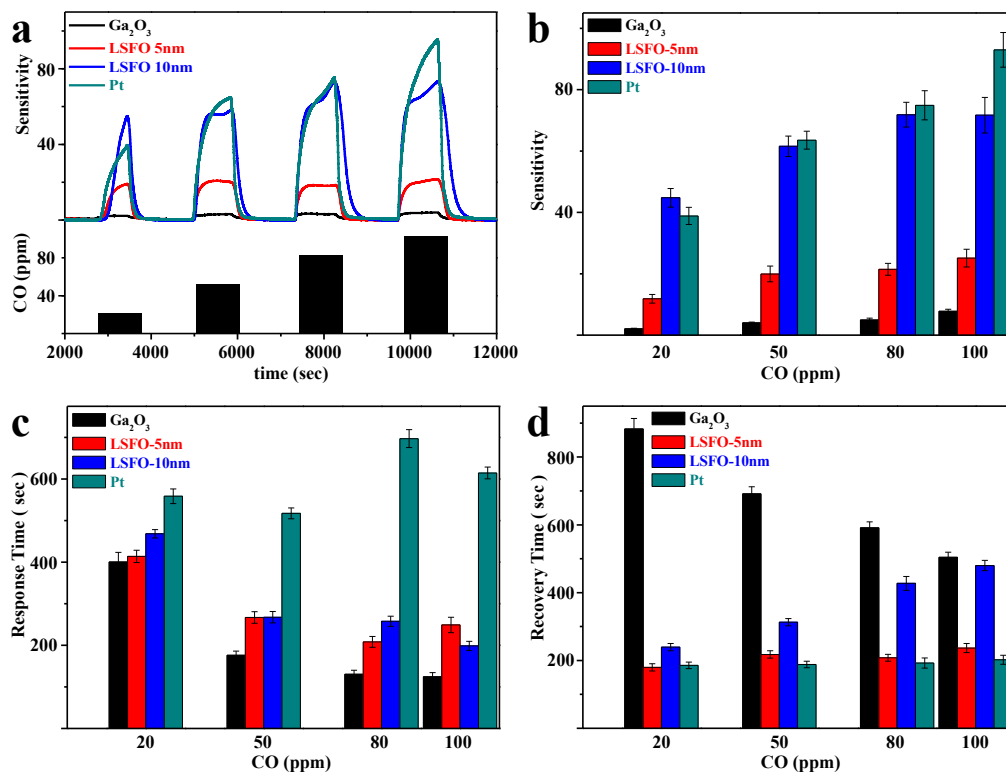 a
Ga₂O₃
LSFO 5nm
LSFO 10nm
Pt
Sensitivity
80
40
0
CO (ppm)
80
40
0
2000 4000 6000 8000 10000 12000
time (sec)
b
Ga₂O₃
LSFO-5nm
LSFO-10nm
Pt
Sensitivity
80
40
20 50 80 100
CO (ppm)
c
Ga₂O₃
LSFO-5nm
LSFO-10nm
Pt
Response Time ( sec)
600
400
200
20 50 80 100
CO (ppm)
d
Ga₂O₃
LSFO-5nm
LSFO-10nm
Pt
Recovery Time ( sec)
800
600
400
200
20 50 80 100
CO (ppm)